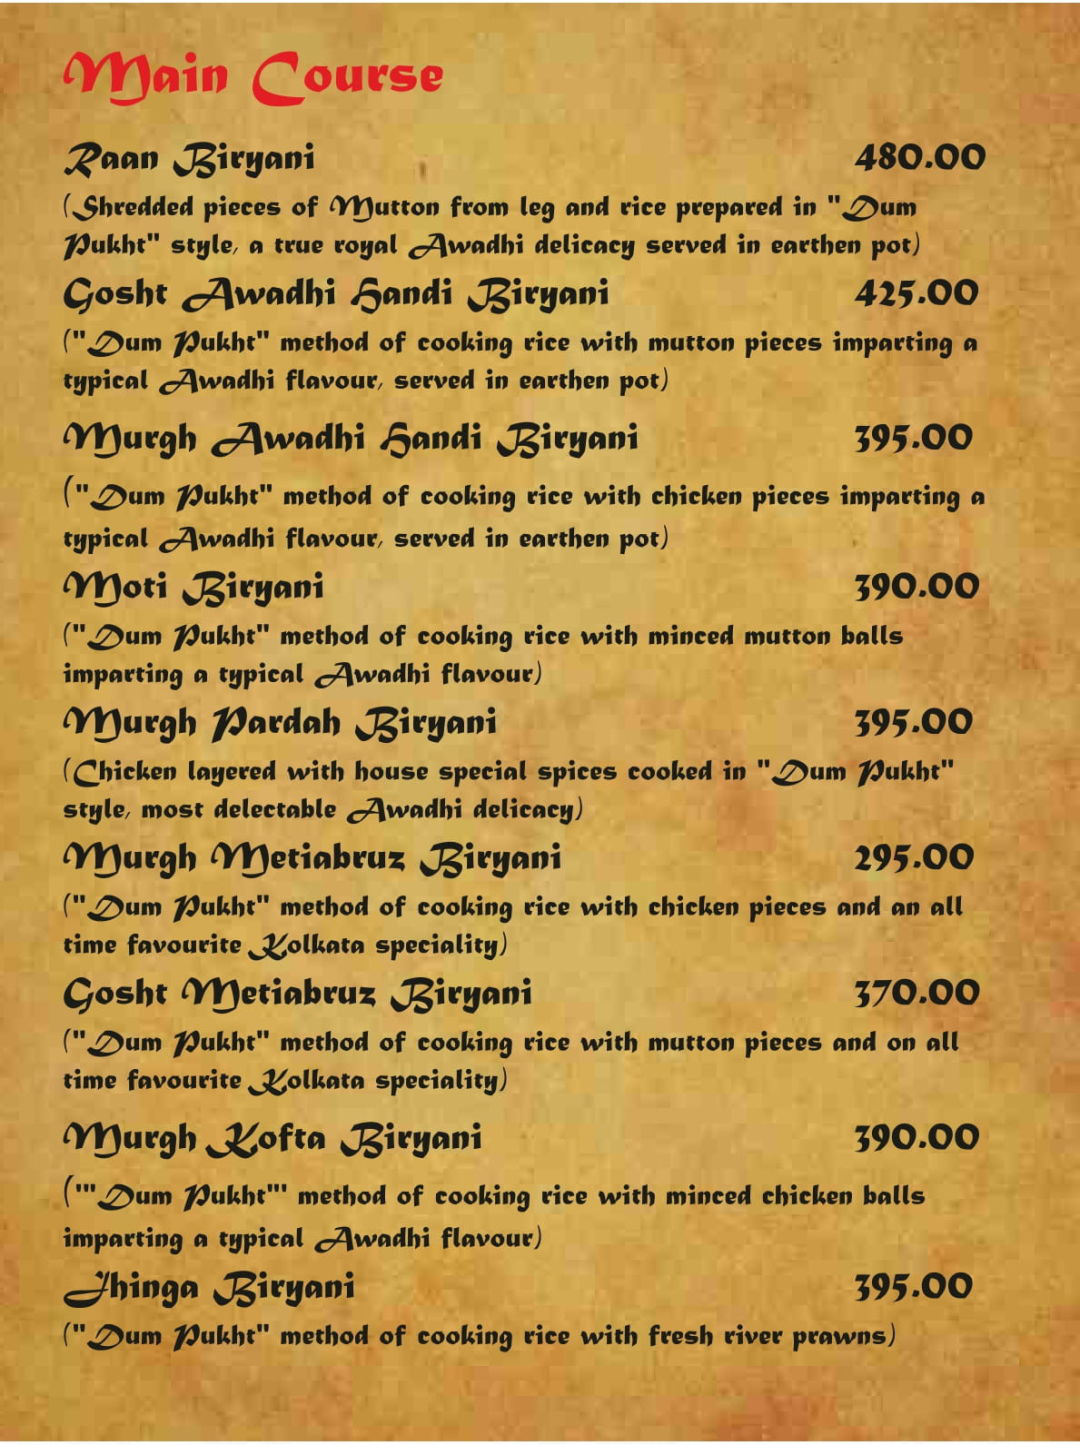 Main Course
Raan Biryani 480.00
(Shredded pieces of Mutton from leg and rice prepared in "Dum
Pukht" style, a true royal Awadhi delicacy served in earthen pot)
Gosht Awadhi Handi Biryani 425.00
("Dum Pukht" method of cooking rice with mutton pieces imparting a
typical Awadhi flavour, served in earthen pot)
Murgh Awadhi Handi Biryani 395.00
("Dum Pukht" method of cooking rice with chicken pieces imparting a
typical Awadhi flavour, served in earthen pot)
Moti Biryani 390.00
("Dum Pukht" method of cooking rice with minced mutton balls
imparting a typical Awadhi flavour)
Murgh Pardah Biryani 395.00
(Chicken layered with house special spices cooked in "Dum Pukht"
style, most delectable Awadhi delicacy)
Murgh Metiabruz Biryani 295.00
("Dum Pukht" method of cooking rice with chicken pieces and an all
time favourite Kolkata speciality)
Gosht Metiabruz Biryani 370.00
("Dum Pukht" method of cooking rice with mutton pieces and on all
time favourite Kolkata speciality)
Murgh Kofta Biryani 390.00
('"Dum Pukht"' method of cooking rice with minced chicken balls
imparting a typical Awadhi flavour)
Jhinga Biryani 395.00
("Dum Pukht" method of cooking rice with fresh river prawns)